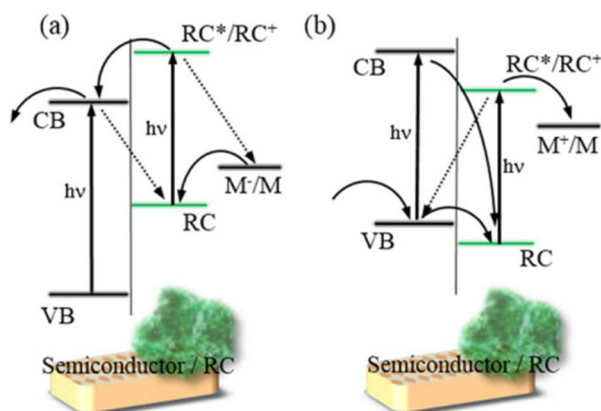 (a)
RC*/RC+
CB
hν
hν
M-/M
RC
VB
Semiconductor / RC
(b)
CB
RC*/RC+
hν
M+/M
hν
VB
RC
Semiconductor / RC